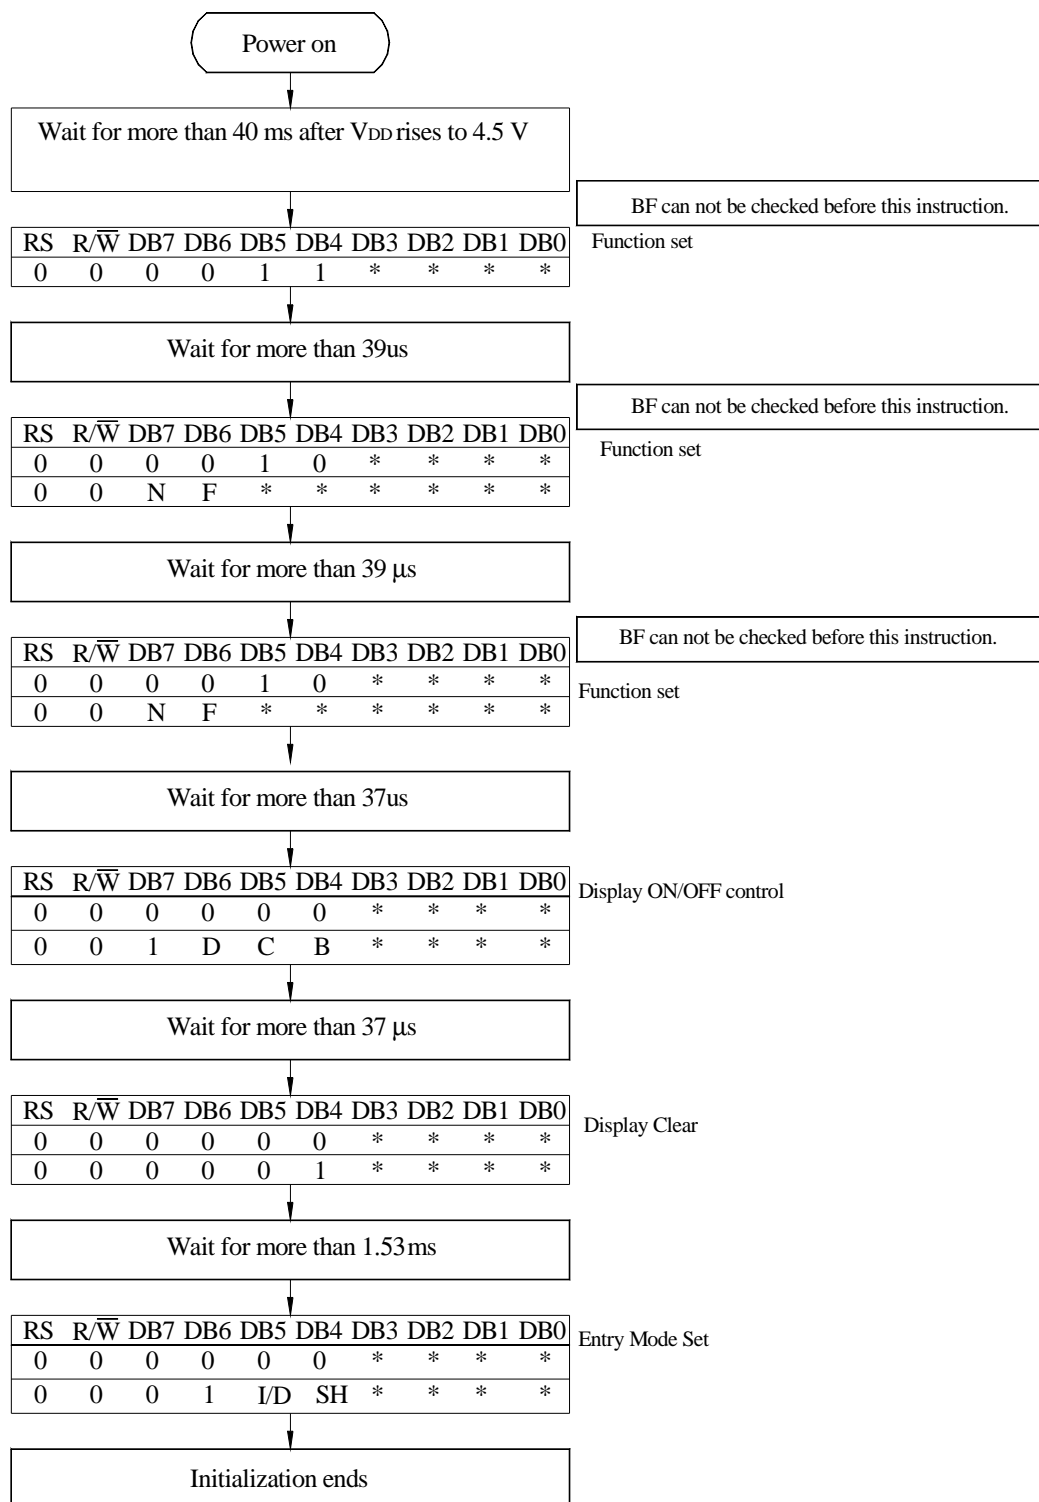 Power on
Wait for more than 40 ms after VDD rises to 4.5 V
BF can not be checked before this instruction.
RS R/W̅ DB7 DB6 DB5 DB4 DB3 DB2 DB1 DB0
Function set
0 0 0 0 1 1 * * * *
Wait for more than 39us
BF can not be checked before this instruction.
RS R/W̅ DB7 DB6 DB5 DB4 DB3 DB2 DB1 DB0
Function set
0 0 0 0 1 0 * * * *
0 0 N F * * * * * *
Wait for more than 39 µs
BF can not be checked before this instruction.
RS R/W̅ DB7 DB6 DB5 DB4 DB3 DB2 DB1 DB0
0 0 0 0 1 0 * * * *
Function set
0 0 N F * * * * * *
Wait for more than 37us
RS R/W̅ DB7 DB6 DB5 DB4 DB3 DB2 DB1 DB0
Display ON/OFF control
0 0 0 0 0 0 * * * *
0 0 1 D C B * * * *
Wait for more than 37 µs
RS R/W̅ DB7 DB6 DB5 DB4 DB3 DB2 DB1 DB0
Display Clear
0 0 0 0 0 0 * * * *
0 0 0 0 0 1 * * * *
Wait for more than 1.53ms
RS R/W̅ DB7 DB6 DB5 DB4 DB3 DB2 DB1 DB0
Entry Mode Set
0 0 0 0 0 0 * * * *
0 0 0 1 I/D SH * * * *
Initialization ends